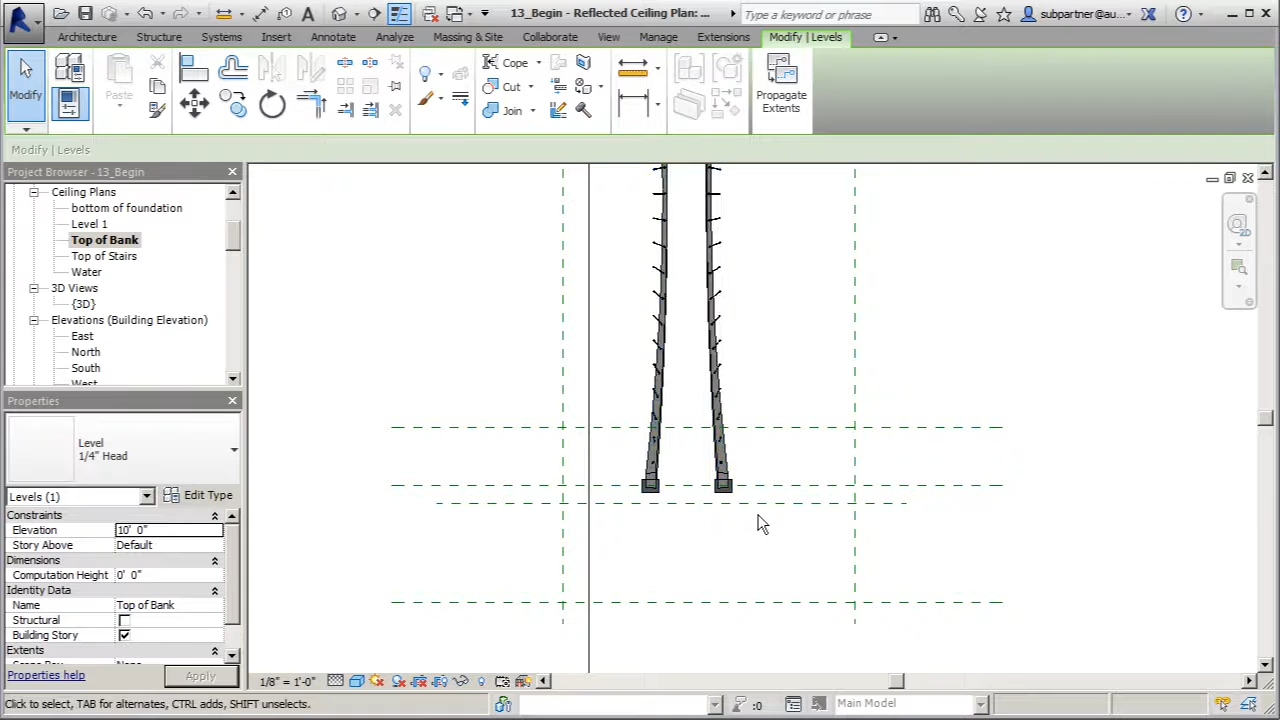 13_Begin - Reflected Ceiling Plan: ...
Type a keyword or phrase
subpartner@au...
Architecture Structure Systems Insert Annotate Analyze Massing & Site Collaborate View Manage Extensions Modify | Levels
Modify
Paste
Cope
Cut
Join
Propagate
Extents
Modify | Levels
Project Browser - 13_Begin
Ceiling Plans
bottom of foundation
Level 1
Top of Bank
Top of Stairs
Water
3D Views
{3D}
Elevations (Building Elevation)
East
North
South
West
Properties
Level
1/4" Head
Levels (1)
Edit Type
Constraints
Elevation 10' 0"
Story Above Default
Dimensions
Computation Height 0' 0"
Identity Data
Name Top of Bank
Structural
Building Story
Extents
Properties help
Apply
2D
1/8" = 1'-0"
Click to select, TAB for alternates, CTRL adds, SHIFT unselects.
:0
Main Model